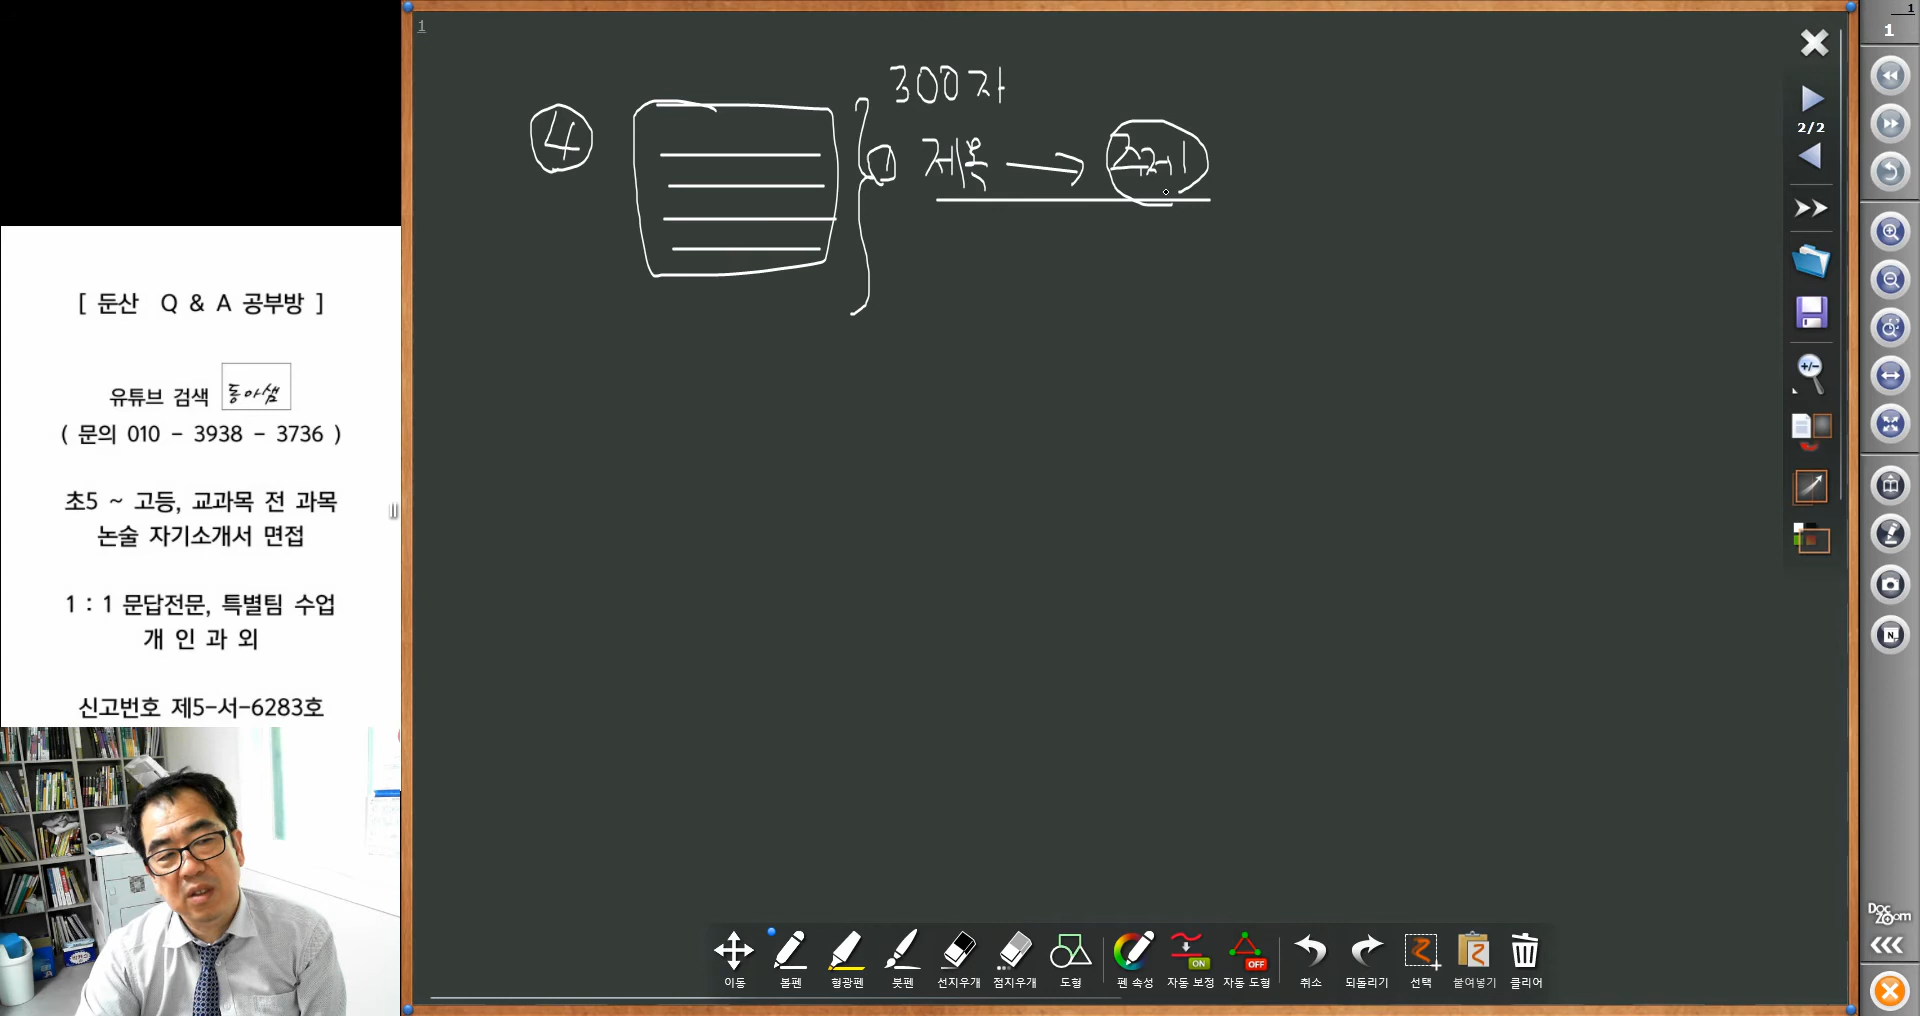 [ 둔산 Q & A 공부방 ]
유튜브 검색 동아샘
( 문의 010 - 3938 - 3736 )
초5 ~ 고등, 교과목 전 과목
논술 자기소개서 면접
1 : 1 문답전문, 특별팀 수업
개 인 과 외
신고번호 제5-서-6283호
1
300자
④
① 제목 →
1
1
2/2
Doc Zoom
이동
볼펜
형광펜
붓펜
선지우개
점지우개
도형
펜 속성
ON
자동 보정
OFF
자동 도형
취소
되돌리기
선택
붙여넣기
클리어